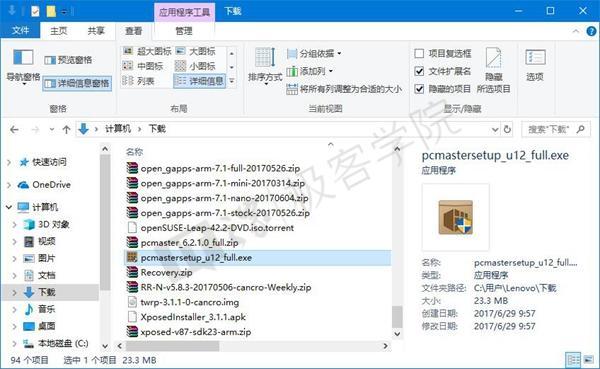 应用程序工具 下载
文件 主页 共享 查看 管理
预览窗格 超大图标 大图标 分组依据 项目复选框
中图标 小图标 添加列 文件扩展名
导航窗格 详细信息窗格 列表 详细信息 排序方式 将所有列调整为合适的大小 隐藏的项目 隐藏所选项目 选项
窗格 布局 当前视图 显示/隐藏
计算机 下载 搜索"下载"
快速访问
OneDrive
计算机
3D 对象
视频
图片
文档
下载
音乐
桌面
本地磁盘 (C:)
名称
open_gapps-arm-7.1-full-20170526.zip
open_gapps-arm-7.1-mini-20170314.zip
open_gapps-arm-7.1-nano-20170604.zip
open_gapps-arm-7.1-stock-20170526.zip
openSUSE-Leap-42.2-DVD.iso.torrent
pcmaster_6.2.1.0_full.zip
pcmastersetup_u12_full.exe
Recovery.zip
RR-N-v5.8.3-20170506-cancro-Weekly.zip
twrp-3.1.1-0-cancro.img
XposedInstaller_3.1.1.apk
xposed-v87-sdk23-arm.zip
pcmastersetup_u12_full.exe
应用程序
名称: pcmastersetup_u12_full....
类型: 应用程序
文件夹路径: C:\用户\Lenovo\下载
大小: 23.3 MB
创建日期: 2017/6/29 9:57
修改日期: 2017/6/29 9:57
94 个项目 选中 1 个项目 23.3 MB
极客学院